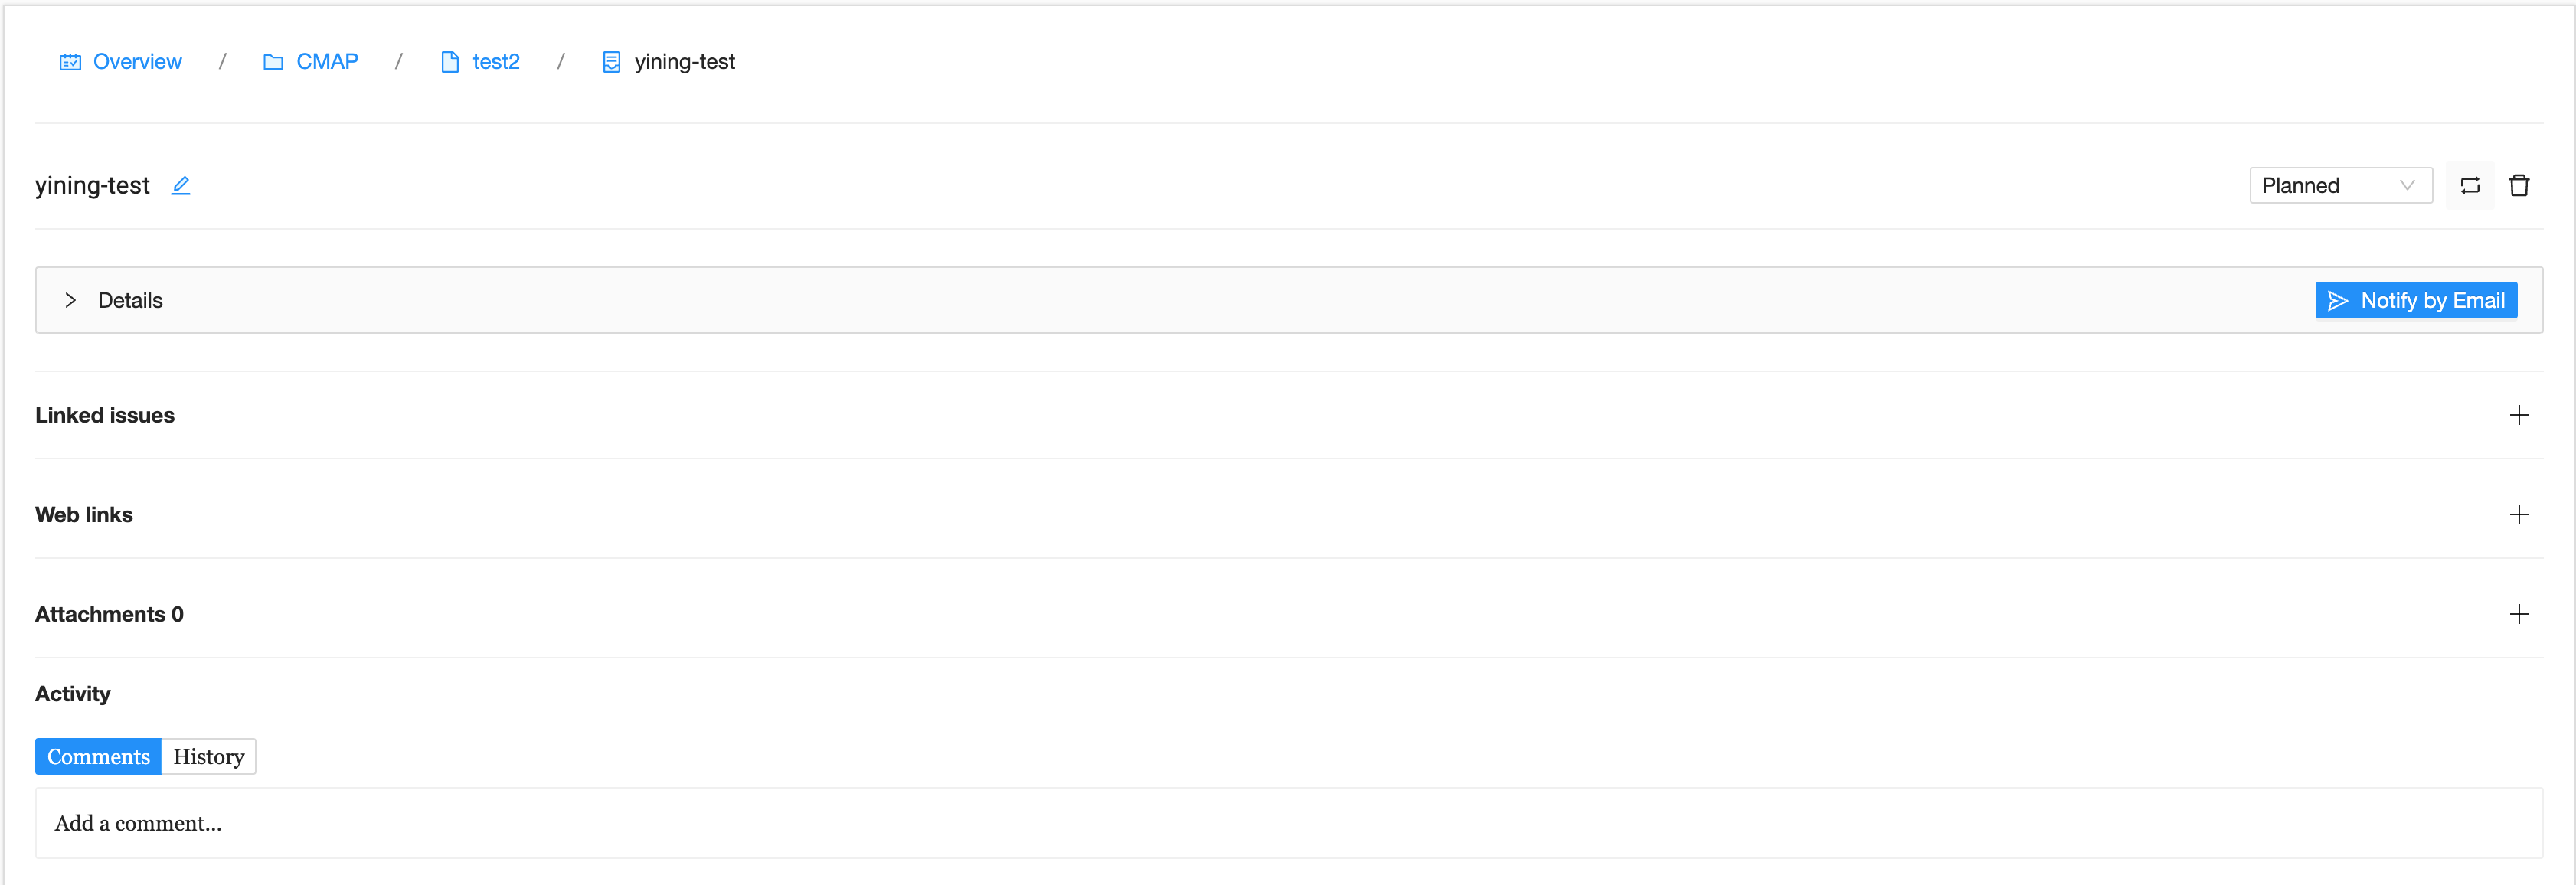 Overview / CMAP / test2 / yining-test
yining-test Planned
Details Notify by Email
Linked issues
Web links
Attachments 0
Activity
Comments History
Add a comment...